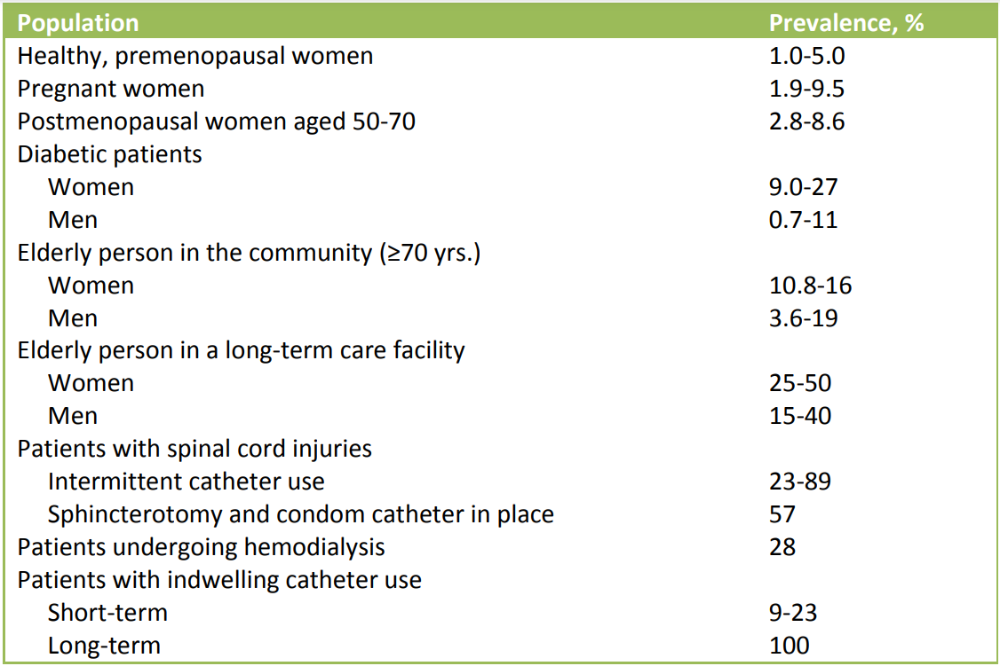 Population Prevalence, %
Healthy, premenopausal women 1.0-5.0
Pregnant women 1.9-9.5
Postmenopausal women aged 50-70 2.8-8.6
Diabetic patients
Women 9.0-27
Men 0.7-11
Elderly person in the community (≥70 yrs.)
Women 10.8-16
Men 3.6-19
Elderly person in a long-term care facility
Women 25-50
Men 15-40
Patients with spinal cord injuries
Intermittent catheter use 23-89
Sphincterotomy and condom catheter in place 57
Patients undergoing hemodialysis 28
Patients with indwelling catheter use
Short-term 9-23
Long-term 100